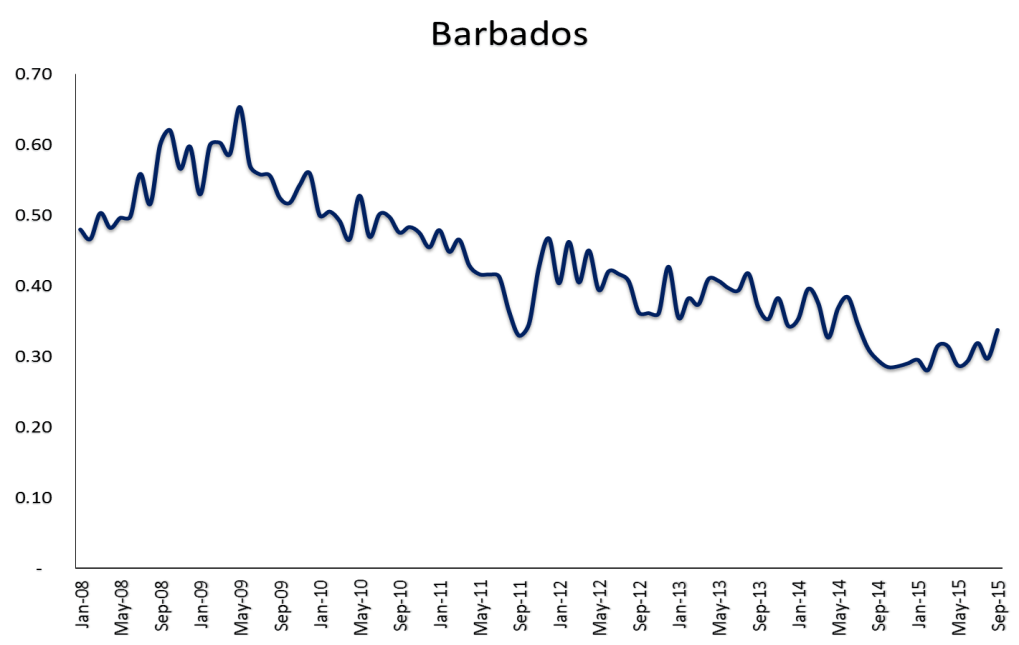 Barbados
0.70
0.60
0.50
0.40
0.30
0.20
0.10
-
Jan-08
May-08
Sep-08
Jan-09
May-09
Sep-09
Jan-10
May-10
Sep-10
Jan-11
May-11
Sep-11
Jan-12
May-12
Sep-12
Jan-13
May-13
Sep-13
Jan-14
May-14
Sep-14
Jan-15
May-15
Sep-15